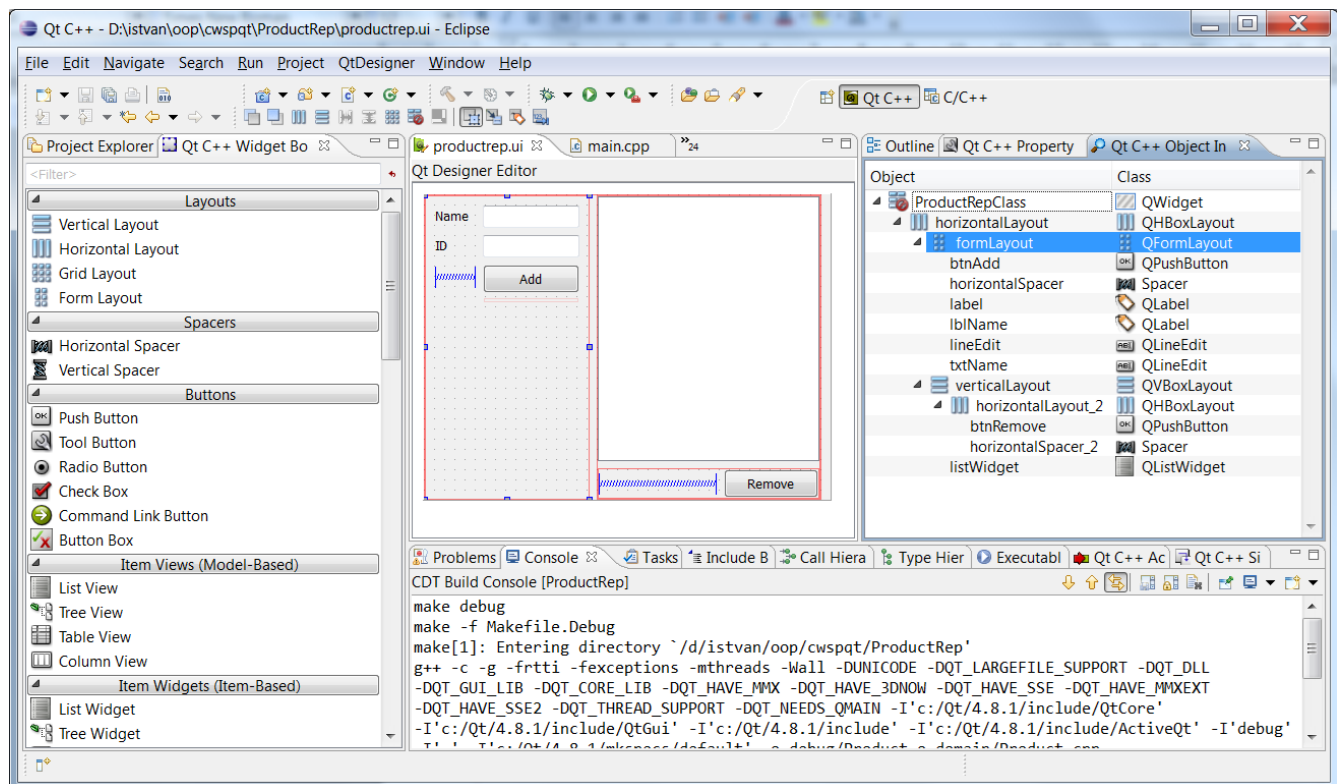 Qt C++ - D:\istvan\oop\cwspqt\ProductRep\productrep.ui - Eclipse
File Edit Navigate Search Run Project QtDesigner Window Help
Qt C++ C/C++
Project Explorer Qt C++ Widget Bo
<Filter>
Layouts
Vertical Layout
Horizontal Layout
Grid Layout
Form Layout
Spacers
Horizontal Spacer
Vertical Spacer
Buttons
Push Button
Tool Button
Radio Button
Check Box
Command Link Button
Button Box
Item Views (Model-Based)
List View
Tree View
Table View
Column View
Item Widgets (Item-Based)
List Widget
Tree Widget
productrep.ui main.cpp »24
Qt Designer Editor
Name
ID
Add
Remove
Outline Qt C++ Property Qt C++ Object In
Object Class
ProductRepClass QWidget
horizontalLayout QHBoxLayout
formLayout QFormLayout
btnAdd QPushButton
horizontalSpacer Spacer
label QLabel
lblName QLabel
lineEdit QLineEdit
txtName QLineEdit
verticalLayout QVBoxLayout
horizontalLayout_2 QHBoxLayout
btnRemove QPushButton
horizontalSpacer_2 Spacer
listWidget QListWidget
Problems Console Tasks Include B Call Hiera Type Hier Executabl Qt C++ Ac Qt C++ Si
CDT Build Console [ProductRep]
make debug
make -f Makefile.Debug
make[1]: Entering directory `/d/istvan/oop/cwspqt/ProductRep'
g++ -c -g -frtti -fexceptions -mthreads -Wall -DUNICODE -DQT_LARGEFILE_SUPPORT -DQT_DLL
-DQT_GUI_LIB -DQT_CORE_LIB -DQT_HAVE_MMX -DQT_HAVE_3DNOW -DQT_HAVE_SSE -DQT_HAVE_MMXEXT
-DQT_HAVE_SSE2 -DQT_THREAD_SUPPORT -DQT_NEEDS_QMAIN -I'c:/Qt/4.8.1/include/QtCore'
-I'c:/Qt/4.8.1/include/QtGui' -I'c:/Qt/4.8.1/include' -I'c:/Qt/4.8.1/include/ActiveQt' -I'debug'